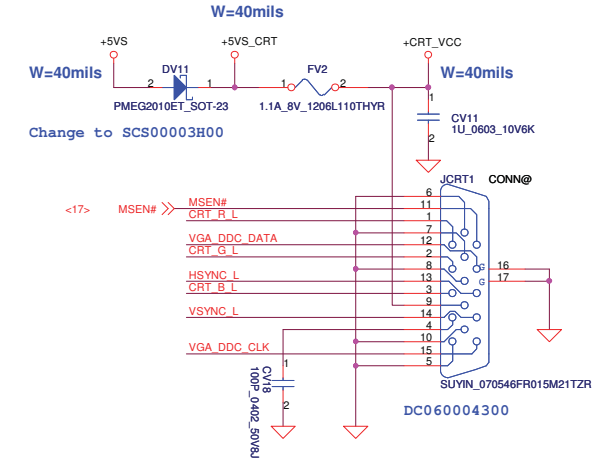 W=40mils
+5VS
+5VS_CRT
+CRT_VCC
W=40mils
DV11
FV2
W=40mils
2
1
1
2
1
PMEG2010ET_SOT-23
1.1A_8V_1206L110THYR
CV11
1U_0603_10V6K
Change to SCS00003H00
2
JCRT1
CONN@
<17>
MSEN#
MSEN#
CRT_R_L
VGA_DDC_DATA
CRT_G_L
HSYNC_L
CRT_B_L
VSYNC_L
VGA_DDC_CLK
6
11
1
7
12
2
8
13
3
9
14
4
10
15
5
G
G
16
17
1
CV18
100P_0402_50V8J
2
SUYIN_070546FR015M21TZR
DC060004300